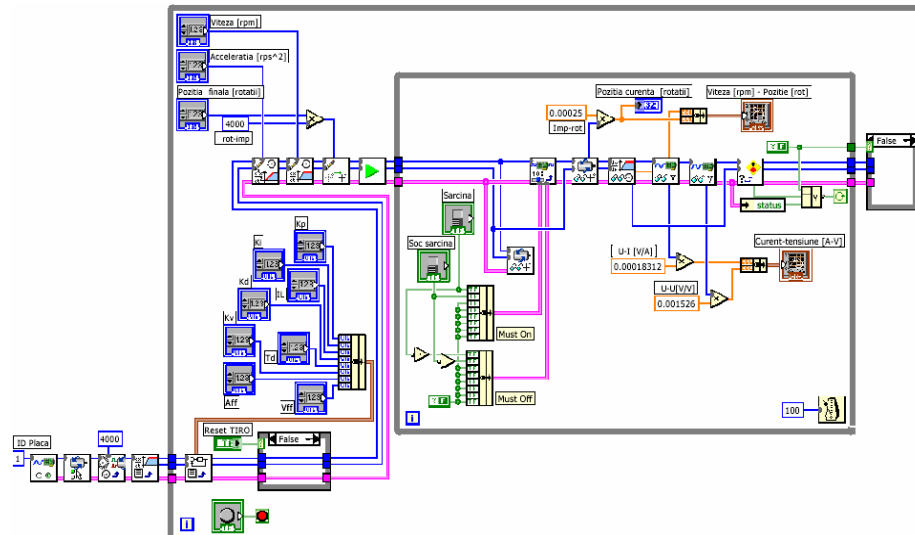 Viteza [rpm]
Acceleratia [rps^2]
Pozitia finala [rotatii]
4000
rot-imp
Pozitia curenta [rotatii]
Viteza [rpm] - Pozitie [rot]
0.00025
Imp-rot
False
Sarcina
Soc sarcina
status
Curent-tensiune [A-V]
U-I [V/A]
0.00018312
U-U[V/V]
0.001526
Must On
Must Off
100
i
Kp
Ki
IL
Kd
Kv
Td
Aff
Vff
Reset TIRO
False
ID Placa
1
4000
i